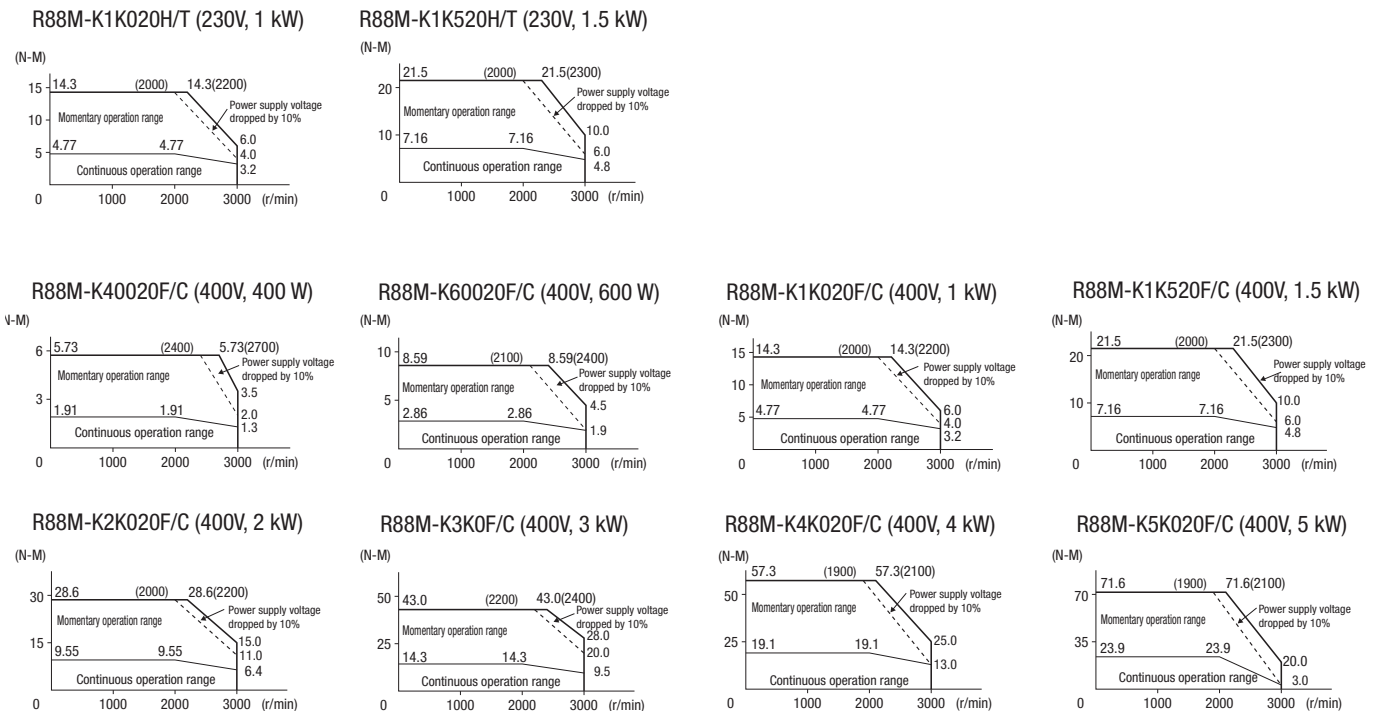 R88M-K1K020H/T (230V, 1 kW)
(N-M)
15
14.3
(2000)
14.3(2200)
Power supply voltage
dropped by 10%
10
Momentary operation range
6.0
5
4.77
4.77
4.0
3.2
Continuous operation range
0
1000
2000
3000
(r/min)
R88M-K1K520H/T (230V, 1.5 kW)
(N-M)
21.5
(2000)
21.5(2300)
20
Power supply voltage
dropped by 10%
Momentary operation range
10
7.16
7.16
10.0
6.0
4.8
Continuous operation range
0
1000
2000
3000
(r/min)
R88M-K40020F/C (400V, 400 W)
N-M)
6
5.73
(2400)
5.73(2700)
Power supply voltage
dropped by 10%
Momentary operation range
3.5
3
1.91
1.91
2.0
1.3
Continuous operation range
0
1000
2000
3000
(r/min)
R88M-K60020F/C (400V, 600 W)
(N-M)
10
8.59
(2100)
8.59(2400)
Power supply voltage
dropped by 10%
Momentary operation range
5
4.5
2.86
2.86
1.9
Continuous operation range
0
1000
2000
3000
(r/min)
R88M-K1K020F/C (400V, 1 kW)
(N-M)
15
14.3
(2000)
14.3(2200)
Power supply voltage
dropped by 10%
10
Momentary operation range
6.0
5
4.77
4.77
4.0
3.2
Continuous operation range
0
1000
2000
3000
(r/min)
R88M-K1K520F/C (400V, 1.5 kW)
(N-M)
21.5
(2000)
21.5(2300)
20
Power supply voltage
dropped by 10%
Momentary operation range
10
7.16
7.16
10.0
6.0
4.8
Continuous operation range
0
1000
2000
3000
(r/min)
R88M-K2K020F/C (400V, 2 kW)
(N-M)
30
28.6
(2000)
28.6(2200)
Power supply voltage
dropped by 10%
Momentary operation range
15
15.0
9.55
9.55
11.0
6.4
Continuous operation range
0
1000
2000
3000
(r/min)
R88M-K3K0F/C (400V, 3 kW)
(N-M)
50
43.0
(2200)
43.0(2400)
Power supply voltage
dropped by 10%
Momentary operation range
28.0
25
20.0
14.3
14.3
9.5
Continuous operation range
0
1000
2000
3000
(r/min)
R88M-K4K020F/C (400V, 4 kW)
(N-M)
57.3
(1900)
57.3(2100)
50
Power supply voltage
dropped by 10%
Momentary operation range
25
25.0
19.1
19.1
13.0
Continuous operation range
0
1000
2000
3000
(r/min)
R88M-K5K020F/C (400V, 5 kW)
(N-M)
71.6
(1900)
71.6(2100)
70
Power supply voltage
dropped by 10%
Momentary operation range
35
23.9
23.9
20.0
3.0
Continuous operation range
0
1000
2000
3000
(r/min)